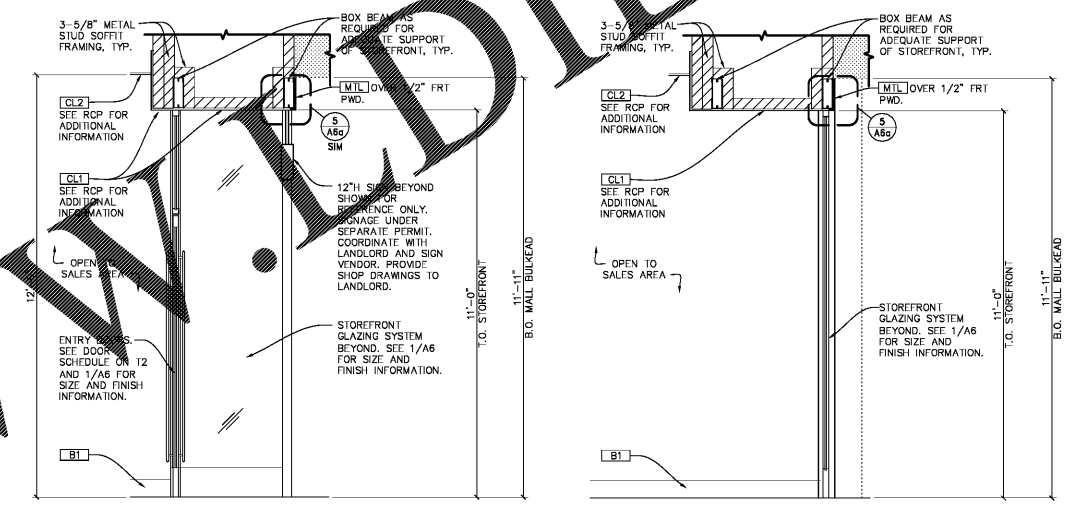 3-5/8" METAL
STUD SOFFIT
FRAMING, TYP.
BOX BEAM AS
REQUIRED FOR
ADEQUATE SUPPORT
OF STOREFRONT, TYP.
MTL OVER 1/2" FRT
PWD.
CL2
SEE RCP FOR
ADDITIONAL
INFORMATION
5
A6a
SIM
CL1
SEE RCP FOR
ADDITIONAL
INFORMATION
12"H SIGN BEYOND
SHOWN FOR
REFERENCE ONLY.
SIGNAGE UNDER
SEPARATE PERMIT.
COORDINATE WITH
LANDLORD AND SIGN
VENDOR. PROVIDE
SHOP DRAWINGS TO
LANDLORD.
OPEN TO
SALES AREA
ENTRY DOORS.
SEE DOOR
SCHEDULE ON T2
AND 1/A6 FOR
SIZE AND FINISH
INFORMATION.
STOREFRONT
GLAZING SYSTEM
BEYOND. SEE 1/A6
FOR SIZE AND
FINISH INFORMATION.
B1
11'-0"
T.O. STOREFRONT
11'-11"
B.O. MALL BULKEAD
3-5/8" METAL
STUD SOFFIT
FRAMING, TYP.
BOX BEAM AS
REQUIRED FOR
ADEQUATE SUPPORT
OF STOREFRONT, TYP.
MTL OVER 1/2" FRT
PWD.
CL2
SEE RCP FOR
ADDITIONAL
INFORMATION
5
A6a
CL1
SEE RCP FOR
ADDITIONAL
INFORMATION
OPEN TO
SALES AREA
STOREFRONT
GLAZING SYSTEM
BEYOND. SEE 1/A6
FOR SIZE AND
FINISH INFORMATION.
B1
11'-0"
T.O. STOREFRONT
11'-11"
B.O. MALL BULKEAD